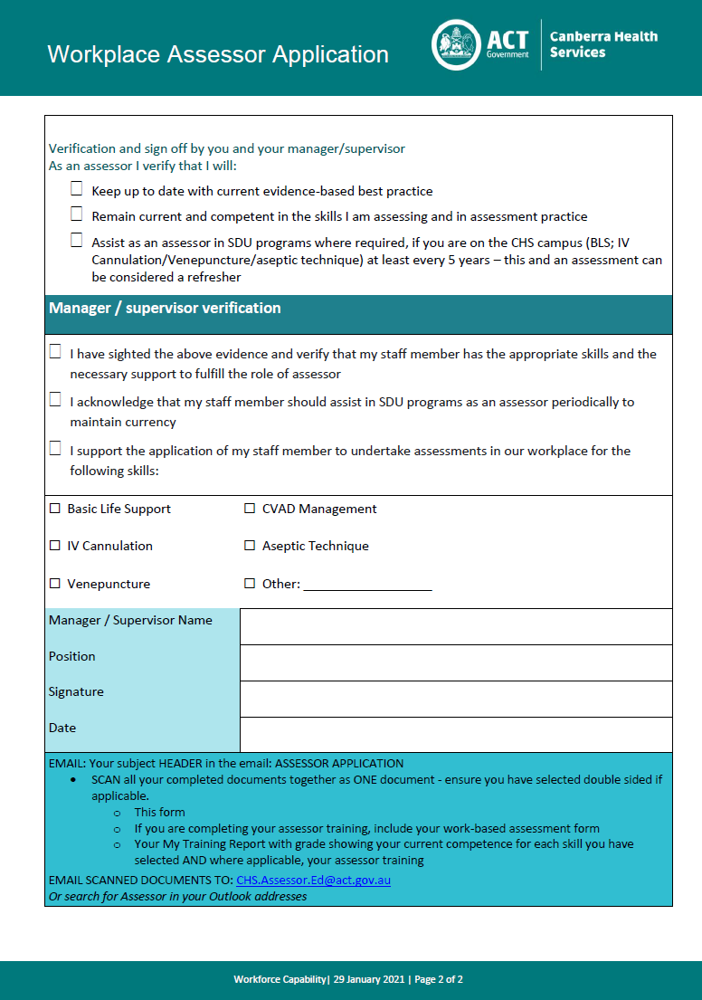 Workplace Assessor Application
ACT
Government
Canberra Health
Services
Verification and sign off by you and your manager/supervisor
As an assessor I verify that I will:
☐ Keep up to date with current evidence-based best practice
☐ Remain current and competent in the skills I am assessing and in assessment practice
☐ Assist as an assessor in SDU programs where required, if you are on the CHS campus (BLS; IV
Cannulation/Venepuncture/aseptic technique) at least every 5 years – this and an assessment can
be considered a refresher
Manager / supervisor verification
☐ I have sighted the above evidence and verify that my staff member has the appropriate skills and the
necessary support to fulfill the role of assessor
☐ I acknowledge that my staff member should assist in SDU programs as an assessor periodically to
maintain currency
☐ I support the application of my staff member to undertake assessments in our workplace for the
following skills:
☐ Basic Life Support ☐ CVAD Management
☐ IV Cannulation ☐ Aseptic Technique
☐ Venepuncture ☐ Other: __________________
Manager / Supervisor Name
Position
Signature
Date
EMAIL: Your subject HEADER in the email: ASSESSOR APPLICATION
• SCAN all your completed documents together as ONE document - ensure you have selected double sided if
applicable.
o This form
o If you are completing your assessor training, include your work-based assessment form
o Your My Training Report with grade showing your current competence for each skill you have
selected AND where applicable, your assessor training
EMAIL SCANNED DOCUMENTS TO: CHS.Assessor.Ed@act.gov.au
Or search for Assessor in your Outlook addresses
Workforce Capability| 29 January 2021 | Page 2 of 2